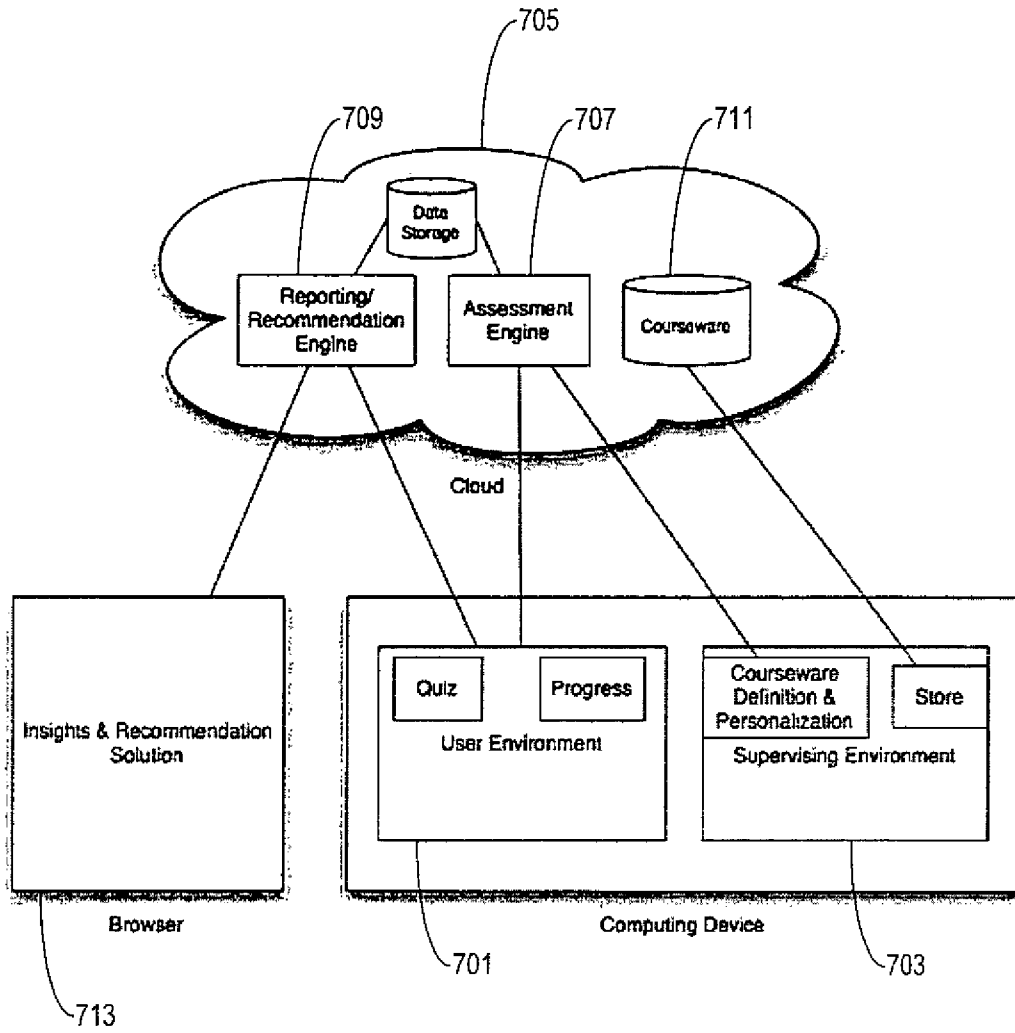 705
709
707
711
Data
Storage
Reporting/
Recommendation
Engine
Assessment
Engine
Courseware
Cloud
Insights & Recommendation
Solution
Quiz
Progress
User Environment
Courseware
Definition &
Personalization
Store
Supervising Environment
Browser
Computing Device
701
703
713